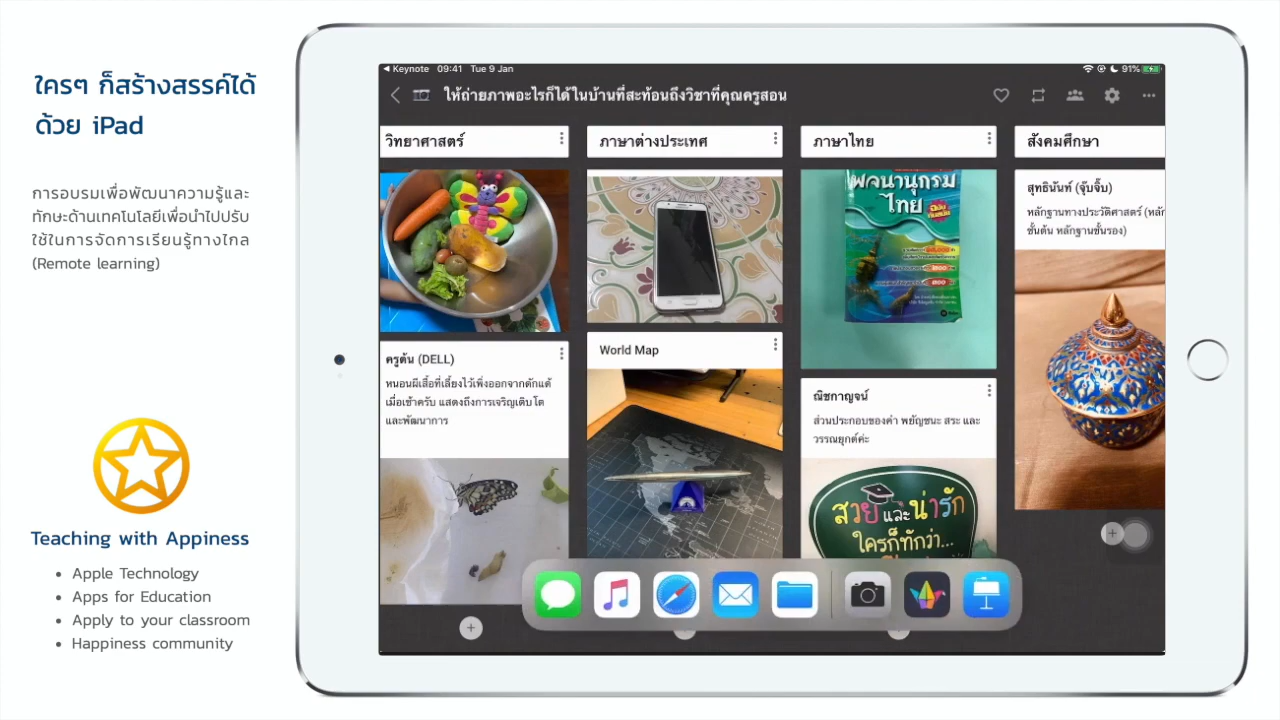 ใครๆ ก็สร้างสรรค์ได้
ด้วย iPad
การอบรมเพื่อพัฒนาความรู้และ
ทักษะด้านเทคโนโลยีเพื่อนำไปปรับ
ใช้ในการจัดการเรียนรู้ทางไกล
(Remote learning)
Teaching with Appiness
• Apple Technology
• Apps for Education
• Apply to your classroom
• Happiness community
Keynote 09:41 Tue 9 Jan
91%
ให้ถ่ายภาพอะไรก็ได้ในบ้านที่สะท้อนถึงวิชาที่คุณครูสอน
วิทยาศาสตร์
ครูต้น (DELL)
หนอนผีเสื้อที่เลี้ยงไว้เพิ่งออกจากดักแด้
เมื่อเช้าครับ แสดงถึงการเจริญเติบโต
และพัฒนาการ
ภาษาต่างประเทศ
World Map
ภาษาไทย
พจนานุกรม
ไทย
ณิชกาญจน์
ส่วนประกอบของคำ พยัญชนะ สระ และ
วรรณยุกต์ค่ะ
สวยและน่ารัก
ใครก็ทักว่า...
สังคมศึกษา
สุทธินันท์ (จุ๊บจิ๊บ)
หลักฐานทางประวัติศาสตร์ (หลัก
ชั้นต้น หลักฐานชั้นรอง)